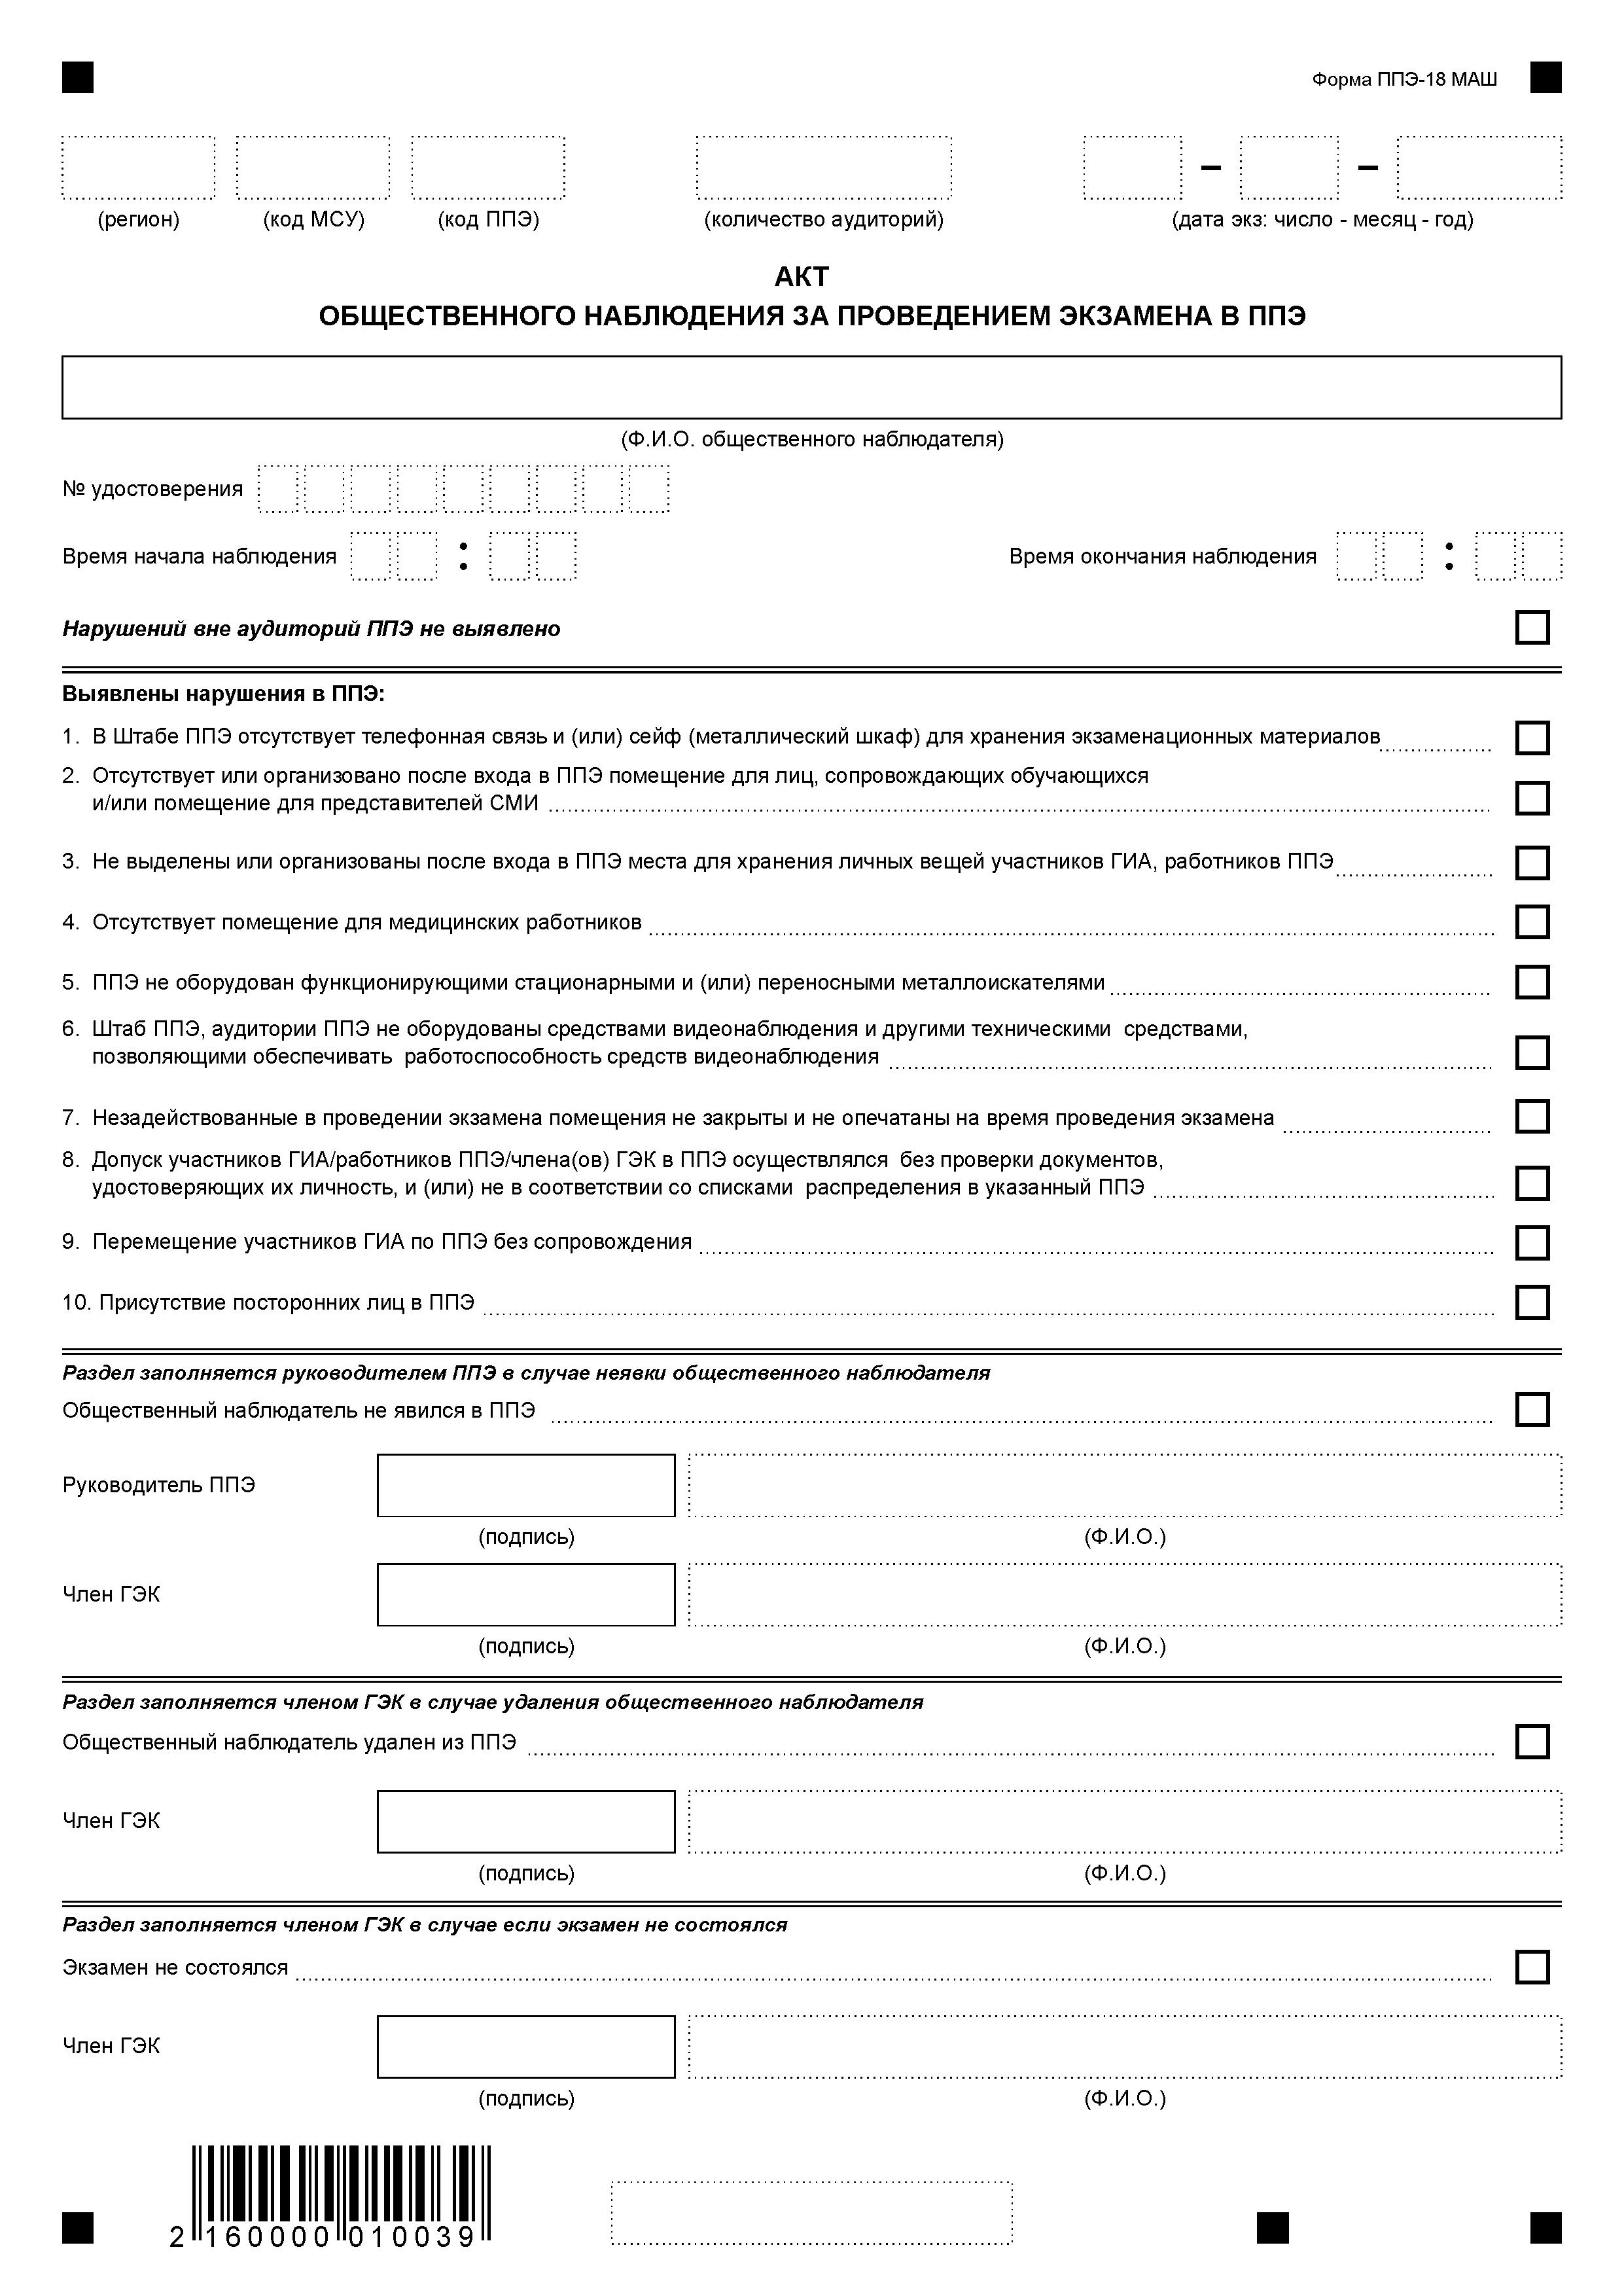 Форма ППЭ-18 МАШ
– –
(регион) (код МСУ) (код ППЭ) (количество аудиторий) (дата экз: число - месяц - год)
АКТ
ОБЩЕСТВЕННОГО НАБЛЮДЕНИЯ ЗА ПРОВЕДЕНИЕМ ЭКЗАМЕНА В ППЭ
(Ф.И.О. общественного наблюдателя)
№ удостоверения
Время начала наблюдения : Время окончания наблюдения :
Нарушений вне аудиторий ППЭ не выявлено
Выявлены нарушения в ППЭ:
1. В Штабе ППЭ отсутствует телефонная связь и (или) сейф (металлический шкаф) для хранения экзаменационных материалов
2. Отсутствует или организовано после входа в ППЭ помещение для лиц, сопровождающих обучающихся
и/или помещение для представителей СМИ
3. Не выделены или организованы после входа в ППЭ места для хранения личных вещей участников ГИА, работников ППЭ
4. Отсутствует помещение для медицинских работников
5. ППЭ не оборудован функционирующими стационарными и (или) переносными металлоискателями
6. Штаб ППЭ, аудитории ППЭ не оборудованы средствами видеонаблюдения и другими техническими средствами,
позволяющими обеспечивать работоспособность средств видеонаблюдения
7. Незадействованные в проведении экзамена помещения не закрыты и не опечатаны на время проведения экзамена
8. Допуск участников ГИА/работников ППЭ/члена(ов) ГЭК в ППЭ осуществлялся без проверки документов,
удостоверяющих их личность, и (или) не в соответствии со списками распределения в указанный ППЭ
9. Перемещение участников ГИА по ППЭ без сопровождения
10. Присутствие посторонних лиц в ППЭ
Раздел заполняется руководителем ППЭ в случае неявки общественного наблюдателя
Общественный наблюдатель не явился в ППЭ
Руководитель ППЭ
(подпись) (Ф.И.О.)
Член ГЭК
(подпись) (Ф.И.О.)
Раздел заполняется членом ГЭК в случае удаления общественного наблюдателя
Общественный наблюдатель удален из ППЭ
Член ГЭК
(подпись) (Ф.И.О.)
Раздел заполняется членом ГЭК в случае если экзамен не состоялся
Экзамен не состоялся
Член ГЭК
(подпись) (Ф.И.О.)
2 160000 010039